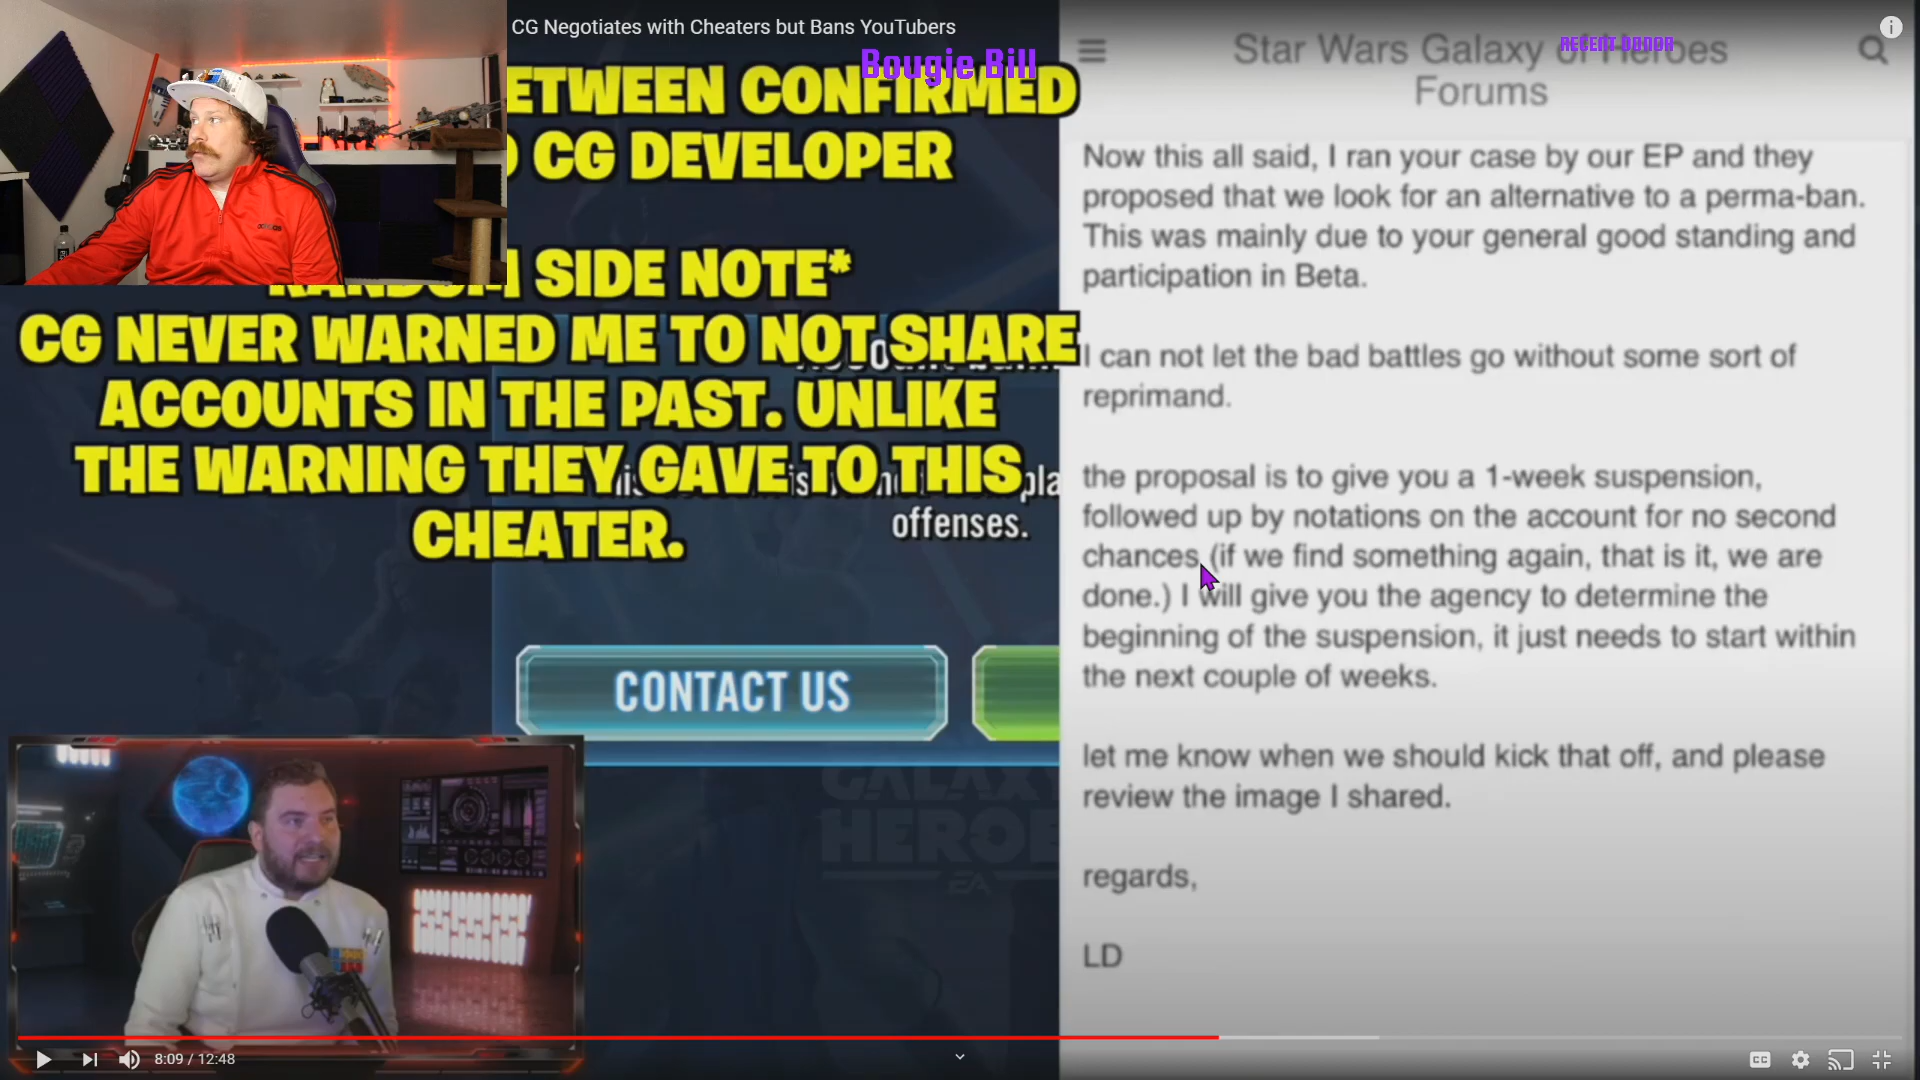 CG Negotiates with Cheaters but Bans YouTubers
Bougie Bill
RECENT DONOR
ETWEEN CONFIRMED
CG DEVELOPER
SIDE NOTE*
CG NEVER WARNED ME TO NOT SHARE
ACCOUNTS IN THE PAST. UNLIKE
THE WARNING THEY GAVE TO THIS
CHEATER.
offenses.
CONTACT US
GALAXY
HEROES
EA
Star Wars Galaxy of Heroes
Forums
Now this all said, I ran your case by our EP and they
proposed that we look for an alternative to a perma-ban.
This was mainly due to your general good standing and
participation in Beta.
I can not let the bad battles go without some sort of
reprimand.
the proposal is to give you a 1-week suspension,
followed up by notations on the account for no second
chances (if we find something again, that is it, we are
done.) I will give you the agency to determine the
beginning of the suspension, it just needs to start within
the next couple of weeks.
let me know when we should kick that off, and please
review the image I shared.
regards,
LD
8:09 / 12:48
CC